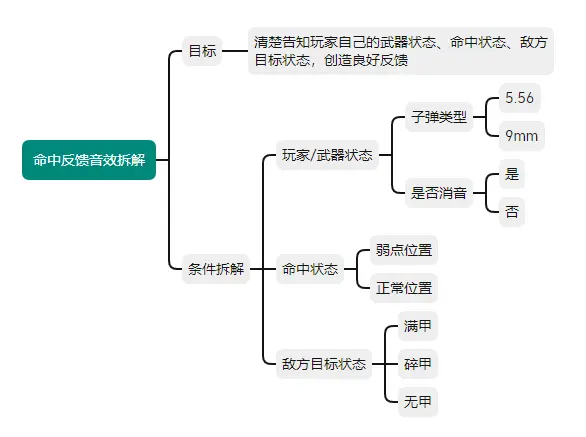 命中反馈音效拆解
目标
清楚告知玩家自己的武器状态、命中状态、敌方
目标状态，创造良好反馈
条件拆解
玩家/武器状态
子弹类型
5.56
9mm
是否消音
是
否
命中状态
弱点位置
正常位置
敌方目标状态
满甲
碎甲
无甲